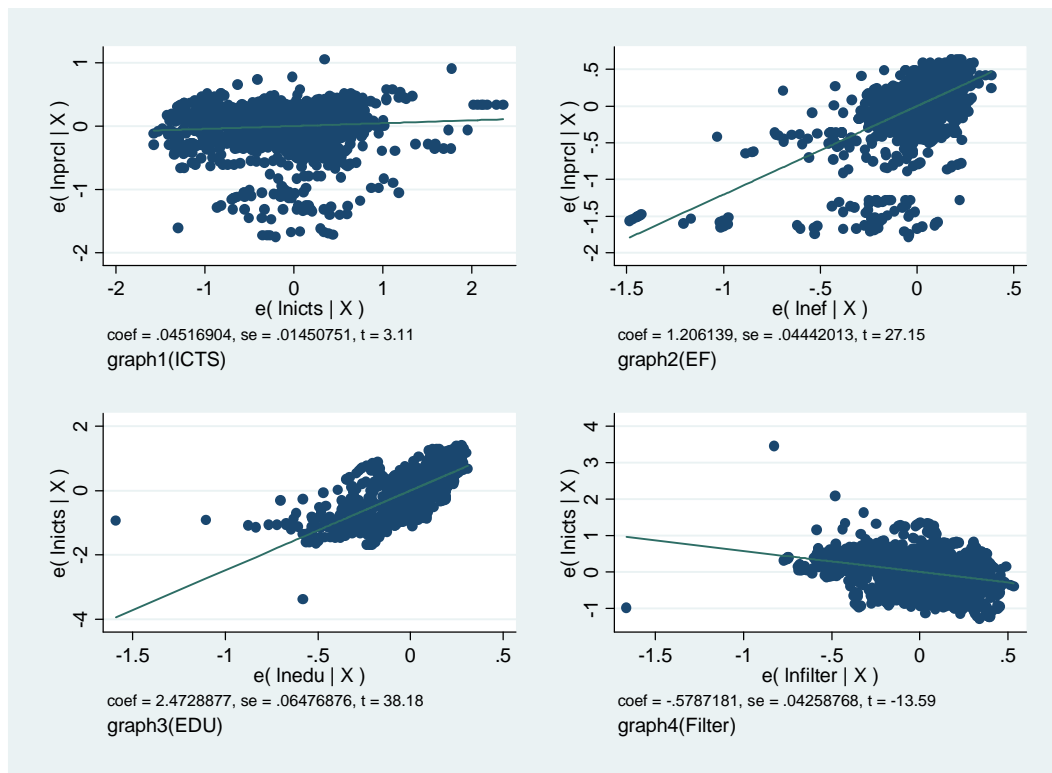 e( lnprcl | X )
1
0
-1
-2
-2 -1 0 1 2
e( lnicts | X )
coef = .04516904, se = .01450751, t = 3.11
graph1(ICTS)
e( lnprcl | X )
.5
0
-.5
-1
-1.5
-2
-1.5 -1 -.5 0 .5
e( lnef | X )
coef = 1.206139, se = .04442013, t = 27.15
graph2(EF)
e( lnicts | X )
2
0
-2
-4
-1.5 -1 -.5 0 .5
e( lnedu | X )
coef = 2.4728877, se = .06476876, t = 38.18
graph3(EDU)
e( lnicts | X )
4
3
2
1
0
-1
-1.5 -1 -.5 0 .5
e( lnfilter | X )
coef = -.5787181, se = .04258768, t = -13.59
graph4(Filter)